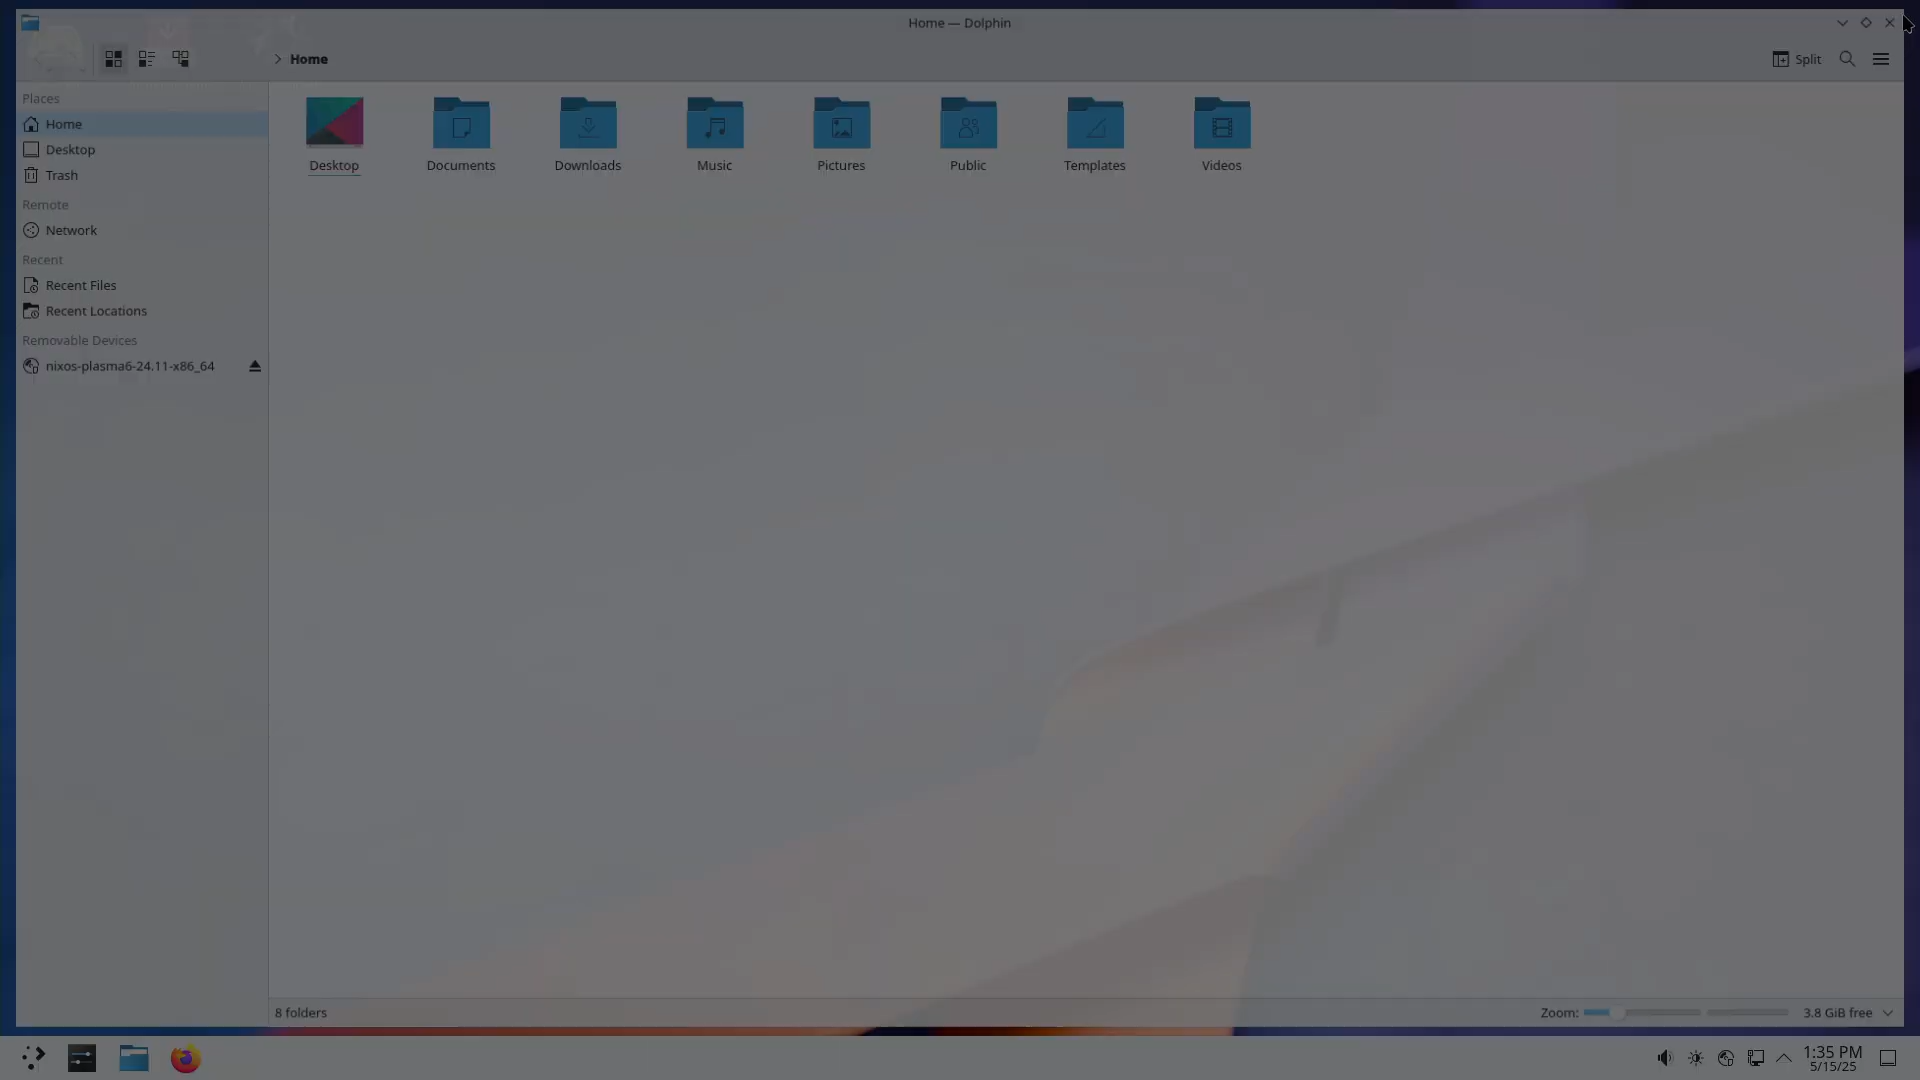 Home — Dolphin
Home
Split
Places
Home
Desktop
Trash
Remote
Network
Recent
Recent Files
Recent Locations
Removable Devices
nixos-plasma6-24.11-x86_64
Desktop
Documents
Downloads
Music
Pictures
Public
Templates
Videos
8 folders
Zoom:
3.8 GiB free
1:35 PM
5/15/25